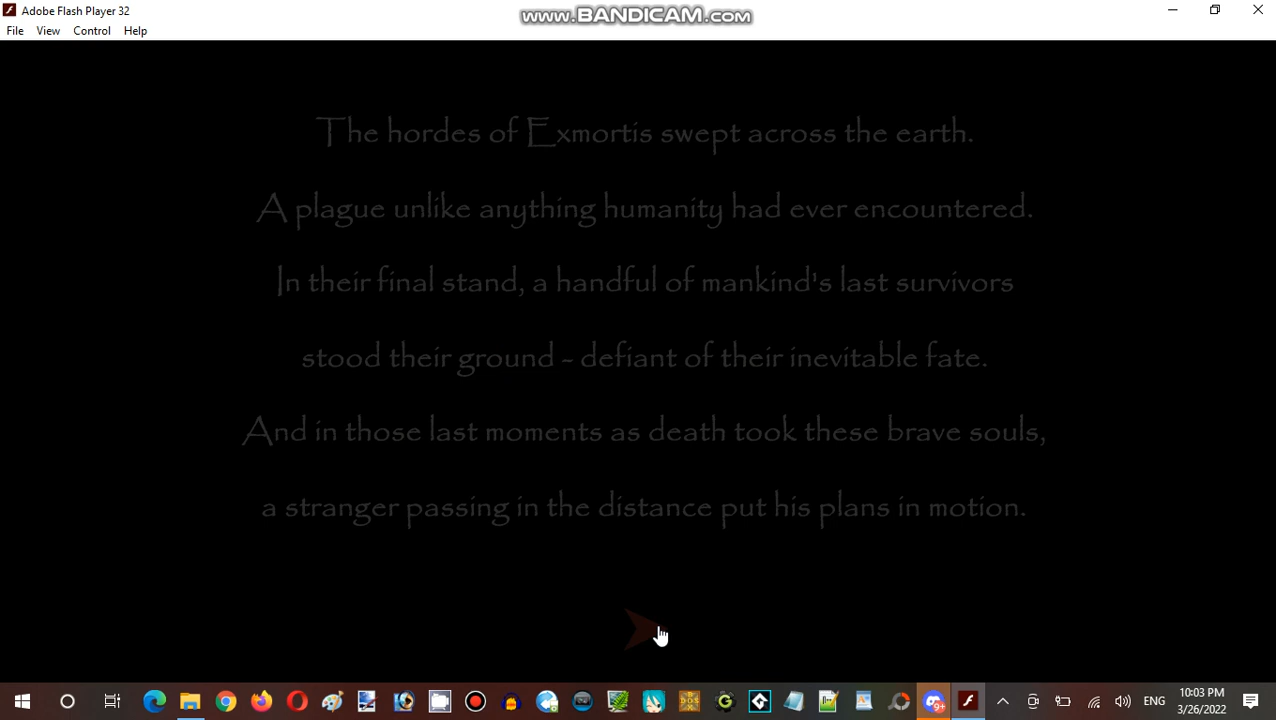 Adobe Flash Player 32
www.BANDICAM.com
File View Control Help
The hordes of Exmortis swept across the earth.
A plague unlike anything humanity had ever encountered.
In their final stand, a handful of mankind's last survivors
stood their ground - defiant of their inevitable fate.
And in those last moments as death took these brave souls,
a stranger passing in the distance put his plans in motion.
DOS
9+
ENG
10:03 PM
3/26/2022